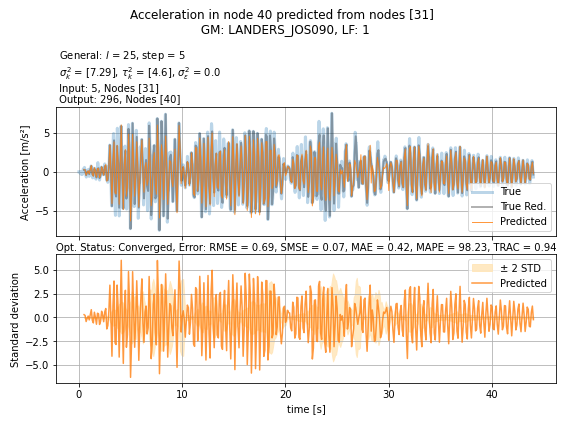 Acceleration in node 40 predicted from nodes [31]
GM: LANDERS_JOS090, LF: 1
General: l = 25, step = 5
σ²ₖ = [7.29], τ²ₖ = [4.6], σ²ε = 0.0
Input: 5, Nodes [31]
Output: 296, Nodes [40]
Acceleration [m/s²]
5
0
−5
True
True Red.
Predicted
Opt. Status: Converged, Error: RMSE = 0.69, SMSE = 0.07, MAE = 0.42, MAPE = 98.23, TRAC = 0.94
Standard deviation
5.0
2.5
0.0
−2.5
−5.0
± 2 STD
Predicted
0 10 20 30 40
time [s]